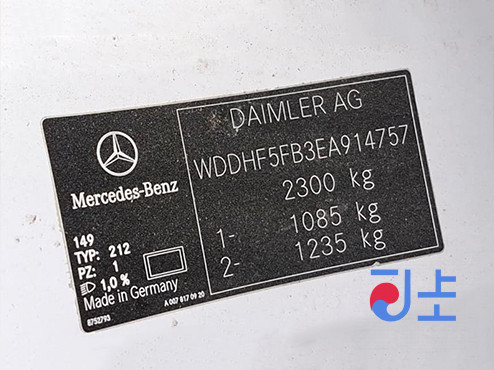 DAIMLER AG
WDDHF5FB3EA914757
2300 kg
1- 1085 kg
2- 1235 kg
Mercedes-Benz
149
TYP: 212
PZ: 1
1,0 %
Made in Germany
A 007 817 09 20
8752793